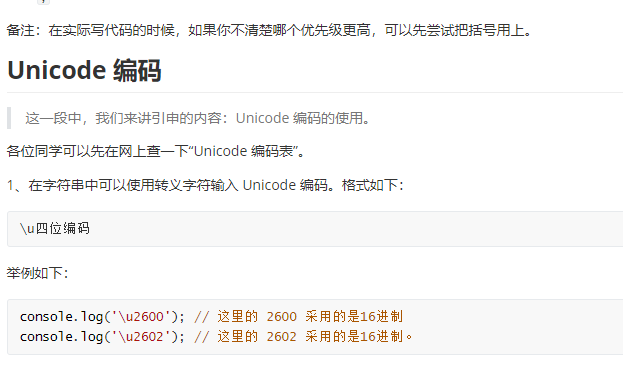 备注：在实际写代码的时候，如果你不清楚哪个优先级更高，可以先尝试把括号用上。
Unicode 编码
这一段中，我们来讲引申的内容：Unicode 编码的使用。
各位同学可以先在网上查一下“Unicode 编码表”。
1、在字符串中可以使用转义字符输入 Unicode 编码。格式如下：
\u四位编码
举例如下：
console.log('\u2600'); // 这里的 2600 采用的是16进制
console.log('\u2602'); // 这里的 2602 采用的是16进制。